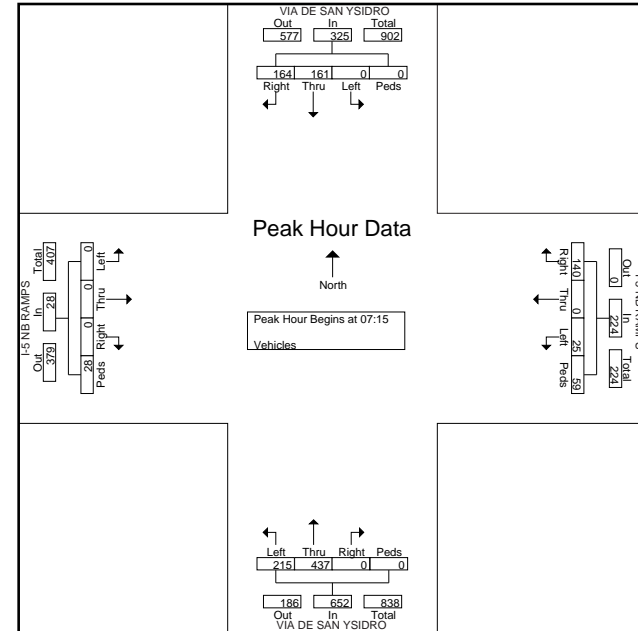 VIA DE SAN YSIDRO
Out In Total
577 325 902
164 161 0 0
Right Thru Left Peds
Peak Hour Data
North
Peak Hour Begins at 07:15
Vehicles
I-5 NB RAMPS
Out In Total
379 28 407
Left Thru Right Peds
0 0 0 28
Right Thru Left Peds
140 0 25 59
Out In Total
0 224 224
Left Thru Right Peds
215 437 0 0
186 652 838
Out In Total
VIA DE SAN YSIDRO